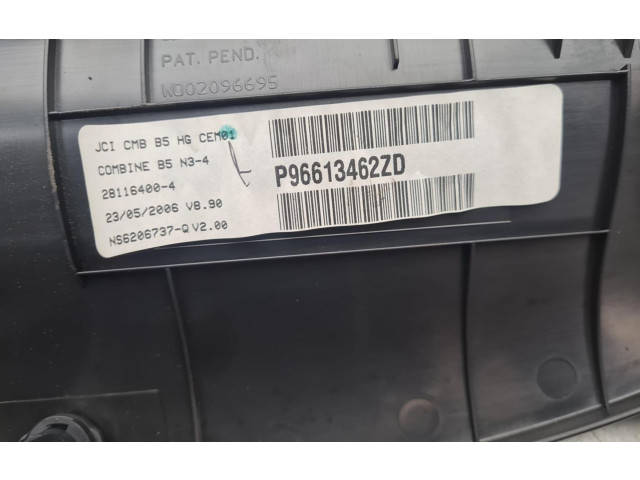 PAT. PEND.
W002096695
JCI CMB B5 HG CEM01
COMBINE B5 N3-4
28116400-4
23/05/2006 V8.90
NS6206737-Q V2.00
P96613462ZD